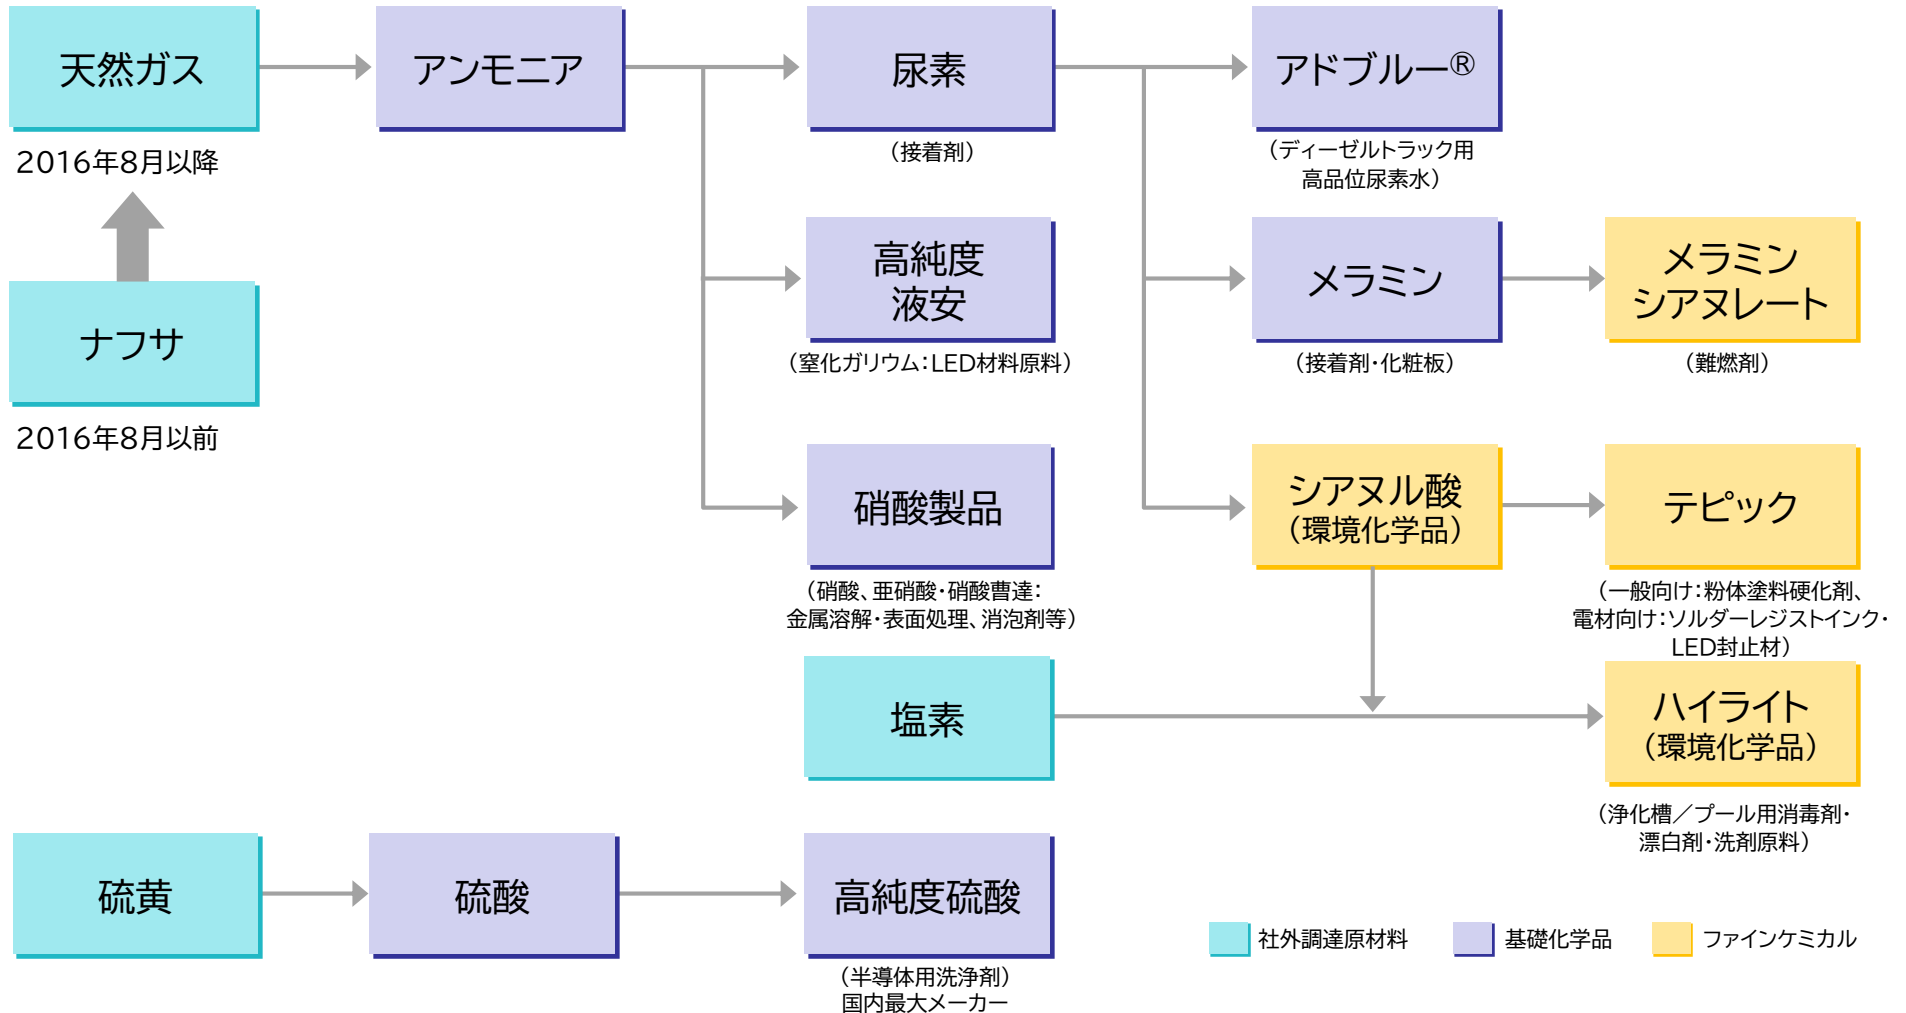 天然ガス
2016年8月以降
ナフサ
2016年8月以前
アンモニア
尿素
（接着剤）
高純度
液安
（窒化ガリウム：LED材料原料）
硝酸製品
（硝酸、亜硝酸・硝酸曹達：
金属溶解・表面処理、消泡剤等）
アドブルー®
（ディーゼルトラック用
高品位尿素水）
メラミン
（接着剤・化粧板）
メラミン
シアヌレート
（難燃剤）
シアヌル酸
（環境化学品）
テピック
（一般向け：粉体塗料硬化剤、
電材向け：ソルダーレジストインク・
LED封止材）
塩素
ハイライト
（環境化学品）
（浄化槽／プール用消毒剤・
漂白剤・洗剤原料）
硫黄
硫酸
高純度硫酸
（半導体用洗浄剤）
国内最大メーカー
社外調達原材料
基礎化学品
ファインケミカル